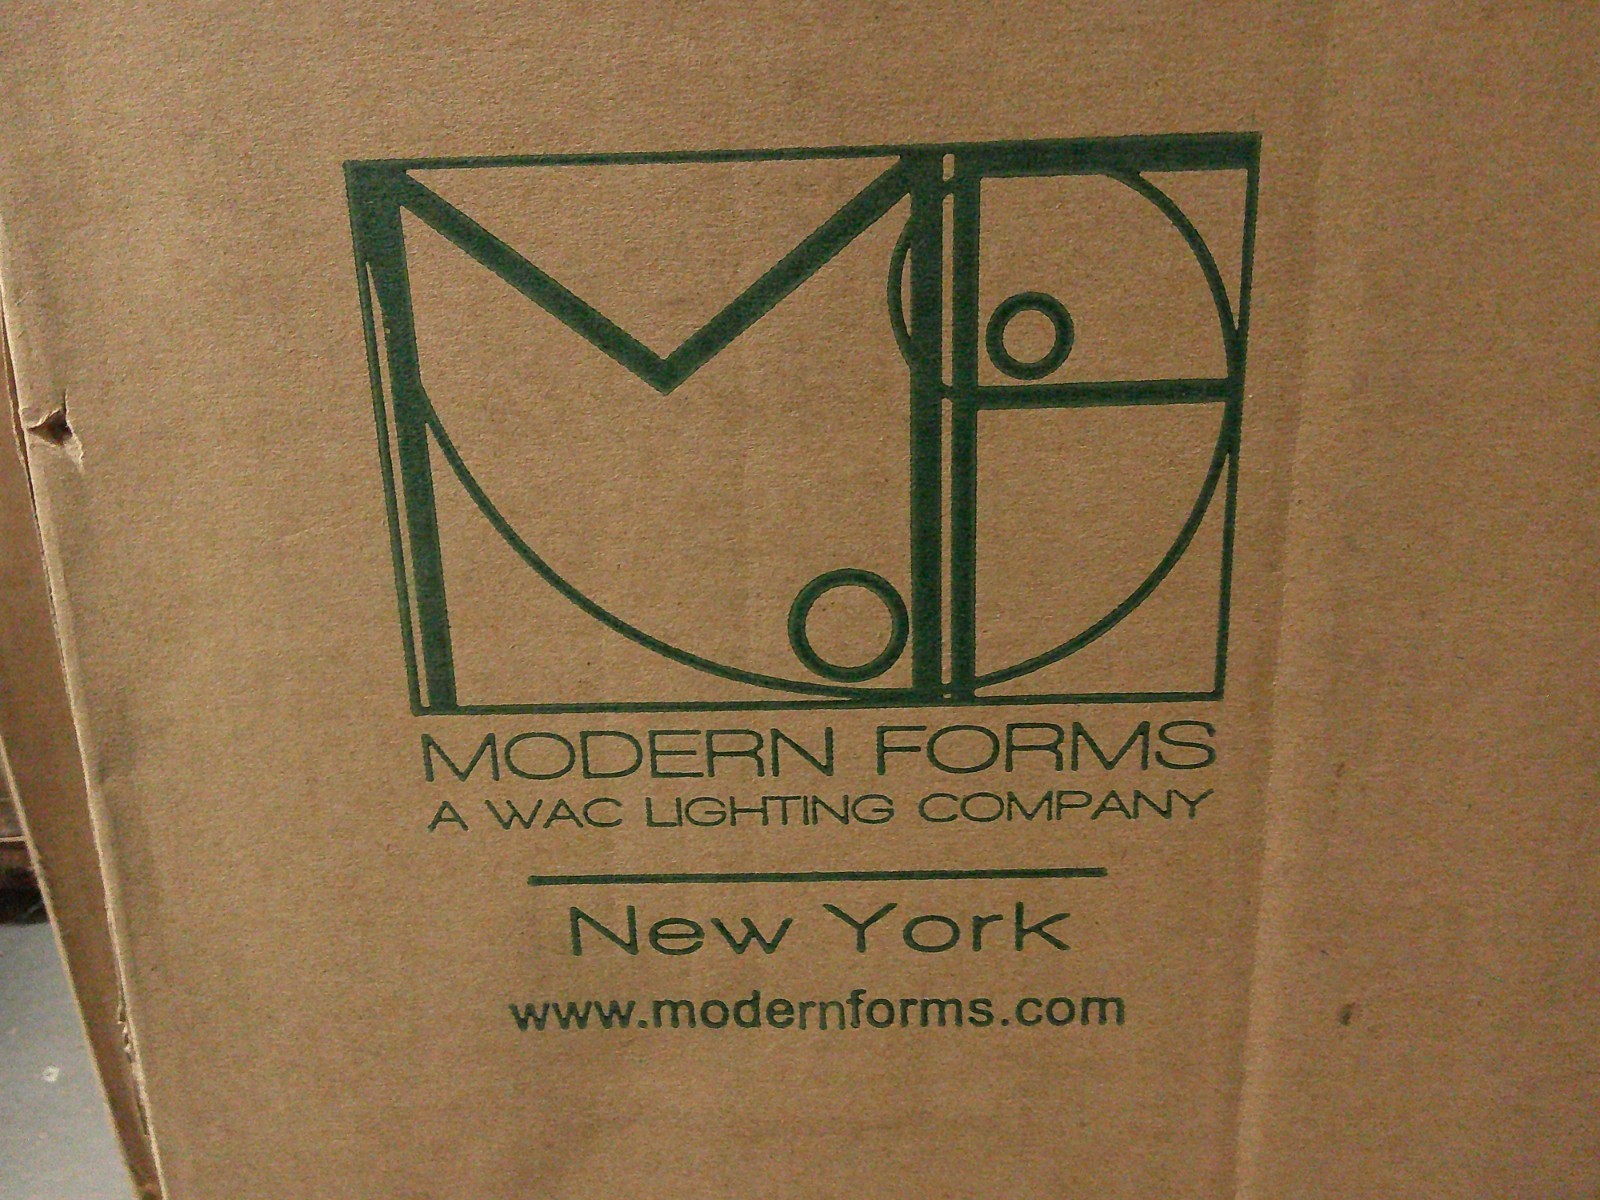 MODERN FORMS
A WAC LIGHTING COMPANY
New York
www.modernforms.com